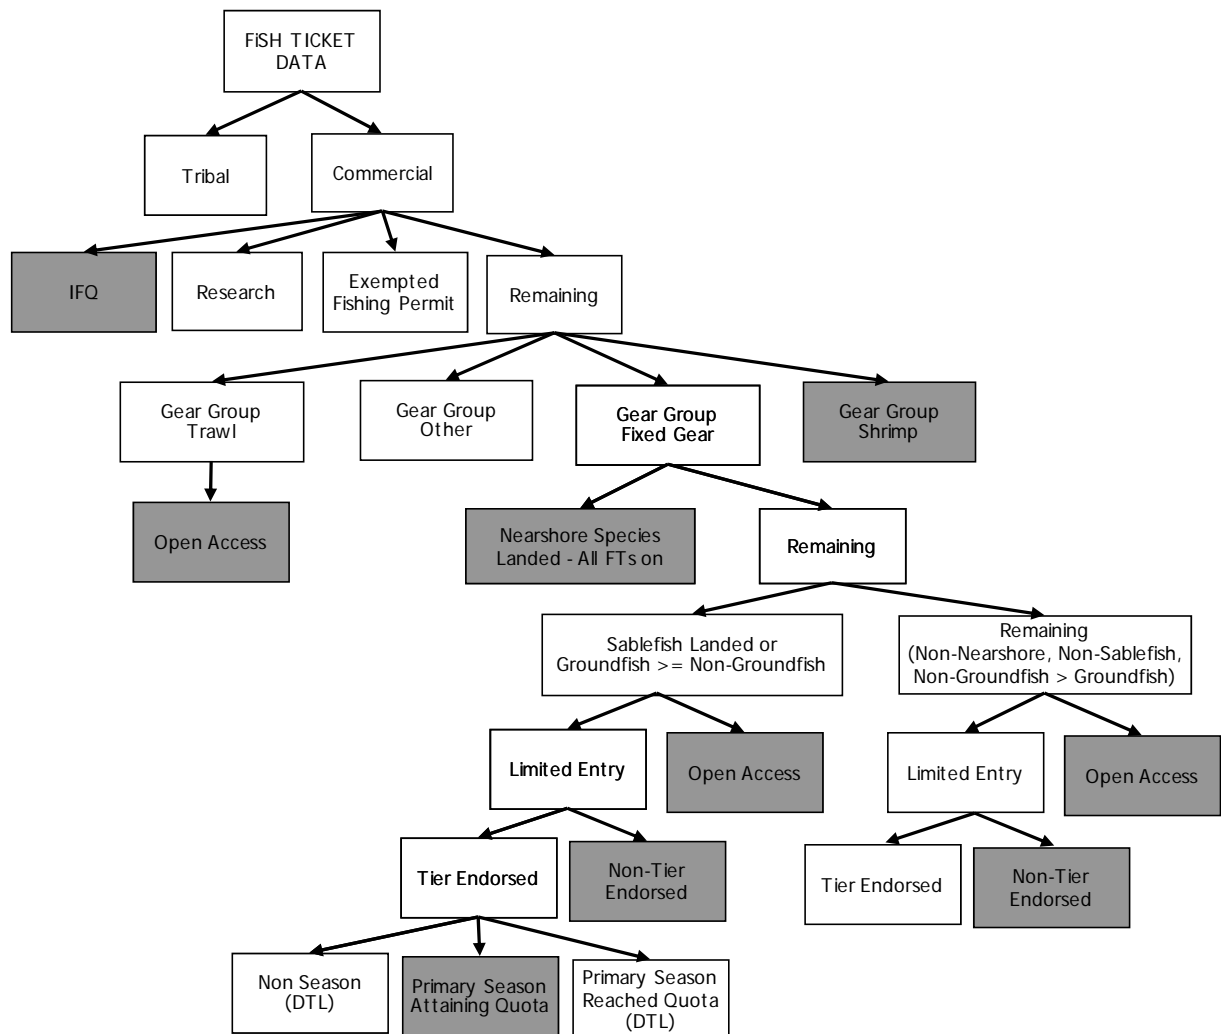 FiSH TICKET
DATA
Tribal
Commercial
IFQ
Research
Exempted
Fishing Permit
Remaining
Gear Group
Trawl
Gear Group
Other
Gear Group
Fixed Gear
Gear Group
Shrimp
Open Access
Nearshore Species
Landed - All FTs on
Remaining
Sablefish Landed or
Groundfish >= Non-Groundfish
Remaining
(Non-Nearshore, Non-Sablefish,
Non-Groundfish > Groundfish)
Limited Entry
Open Access
Limited Entry
Open Access
Tier Endorsed
Non-Tier
Endorsed
Tier Endorsed
Non-Tier
Endorsed
Non Season
(DTL)
Primary Season
Attaining Quota
Primary Season
Reached Quota
(DTL)